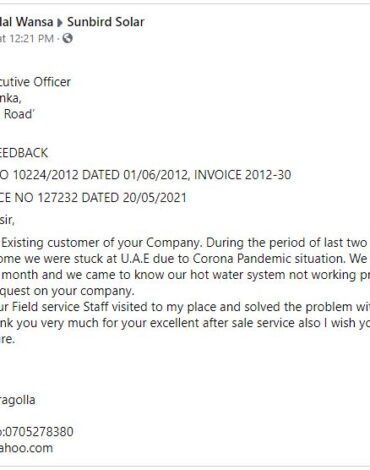 lal Wansa Sunbird Solar
at 12:21 PM ·
cutive Officer
nka,
Road'
EEDBACK
O 10224/2012 DATED 01/06/2012, INVOICE 2012-30
CE NO 127232 DATED 20/05/2021
sir,
Existing customer of your Company. During the period of last two
ome we were stuck at U.A.E due to Corona Pandemic situation. We
month and we came to know our hot water system not working pr
quest on your company.
ur Field service Staff visited to my place and solved the problem wit
nk you very much for your excellent after sale service also I wish yo
re.
ragolla
o:0705278380
ahoo.com